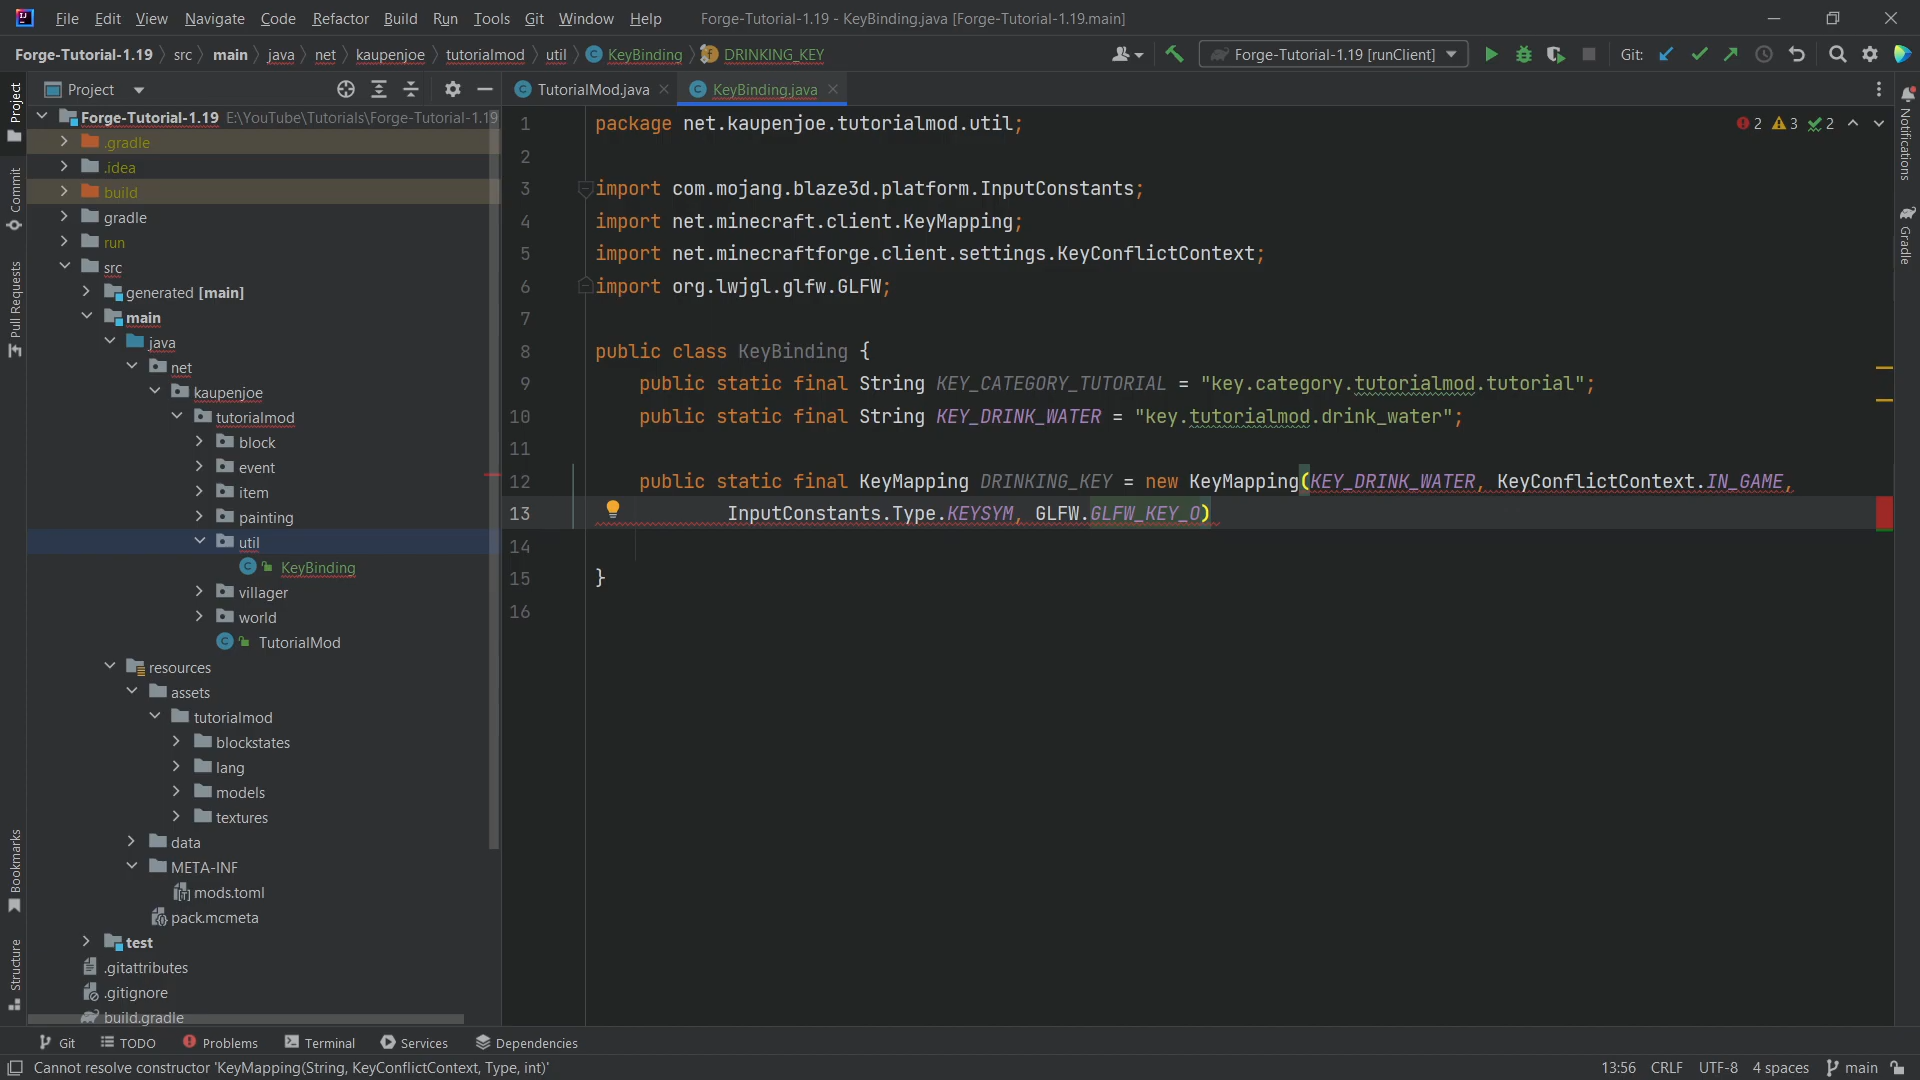 File Edit View Navigate Code Refactor Build Run Tools Git Window Help Forge-Tutorial-1.19 - KeyBinding.java [Forge-Tutorial-1.19.main]
Forge-Tutorial-1.19 src main java net kaupenjoe tutorialmod util KeyBinding DRINKING_KEY Forge-Tutorial-1.19 [runClient] Git:
Project
TutorialMod.java KeyBinding.java
Project
Commit
Pull Requests
Bookmarks
Structure
Notifications
Gradle
Forge-Tutorial-1.19 E:\YouTube\Tutorials\Forge-Tutorial-1.19
.gradle
.idea
build
gradle
run
src
generated [main]
main
java
net
kaupenjoe
tutorialmod
block
event
item
painting
util
KeyBinding
villager
world
TutorialMod
resources
assets
tutorialmod
blockstates
lang
models
textures
data
META-INF
mods.toml
pack.mcmeta
test
.gitattributes
.gitignore
build.gradle
2 3 2
1 package net.kaupenjoe.tutorialmod.util;
2
3 import com.mojang.blaze3d.platform.InputConstants;
4 import net.minecraft.client.KeyMapping;
5 import net.minecraftforge.client.settings.KeyConflictContext;
6 import org.lwjgl.glfw.GLFW;
7
8 public class KeyBinding {
9 public static final String KEY_CATEGORY_TUTORIAL = "key.category.tutorialmod.tutorial";
10 public static final String KEY_DRINK_WATER = "key.tutorialmod.drink_water";
11
12 public static final KeyMapping DRINKING_KEY = new KeyMapping(KEY_DRINK_WATER, KeyConflictContext.IN_GAME,
13 InputConstants.Type.KEYSYM, GLFW.GLFW_KEY_O)
14
15 }
16
Git TODO Problems Terminal Services Dependencies
Cannot resolve constructor 'KeyMapping(String, KeyConflictContext, Type, int)' 13:56 CRLF UTF-8 4 spaces main